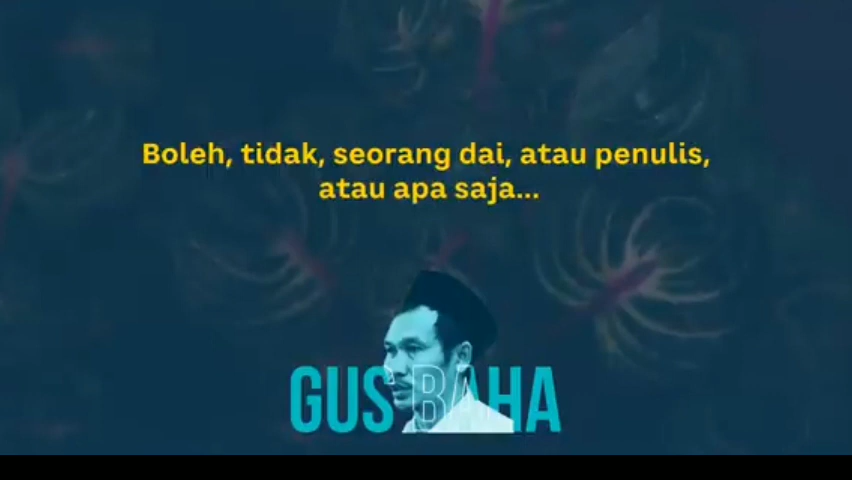 Boleh, tidak, seorang dai, atau penulis,
atau apa saja...
GUS BAHA